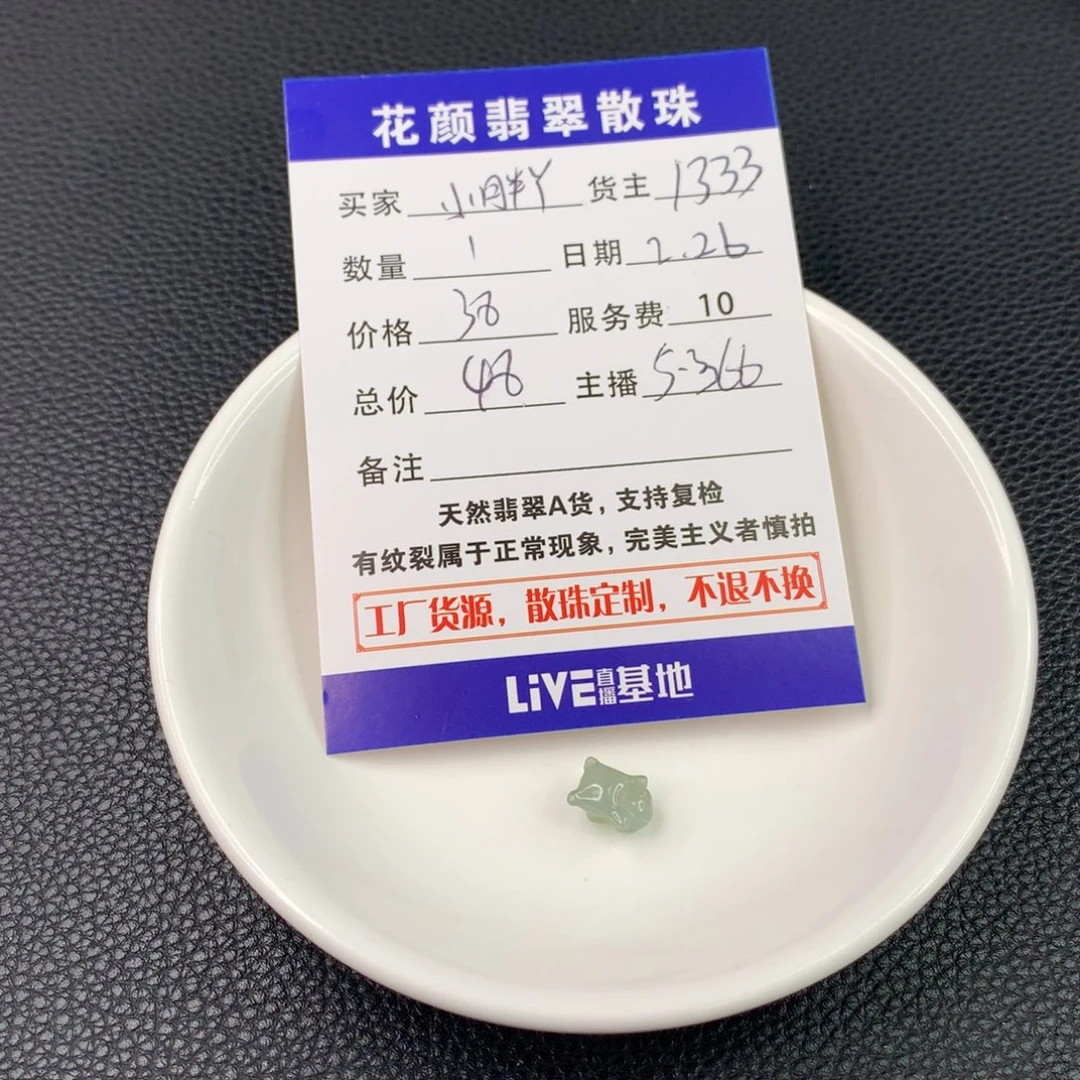 花颜翡翠散珠
买家 小胖丫 货主 1333
数量 1 日期 2.26
价格 38 服务费 10
总价 48 主播 5-366
备注
天然翡翠A货，支持复检
有纹裂属于正常现象，完美主义者慎拍
工厂货源，散珠定制，不退不换
LiVE直播基地